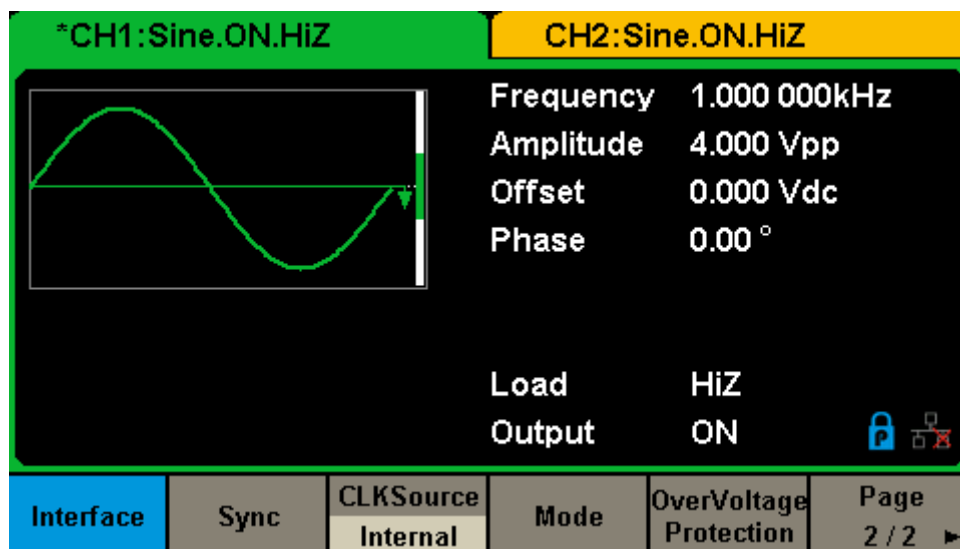 *CH1:Sine.ON.HiZ
CH2:Sine.ON.HiZ
Frequency 1.000 000kHz
Amplitude 4.000 Vpp
Offset 0.000 Vdc
Phase 0.00 °
Load HiZ
Output ON
P
Interface
Sync
CLKSource
Internal
Mode
OverVoltage
Protection
Page
2 / 2 ►